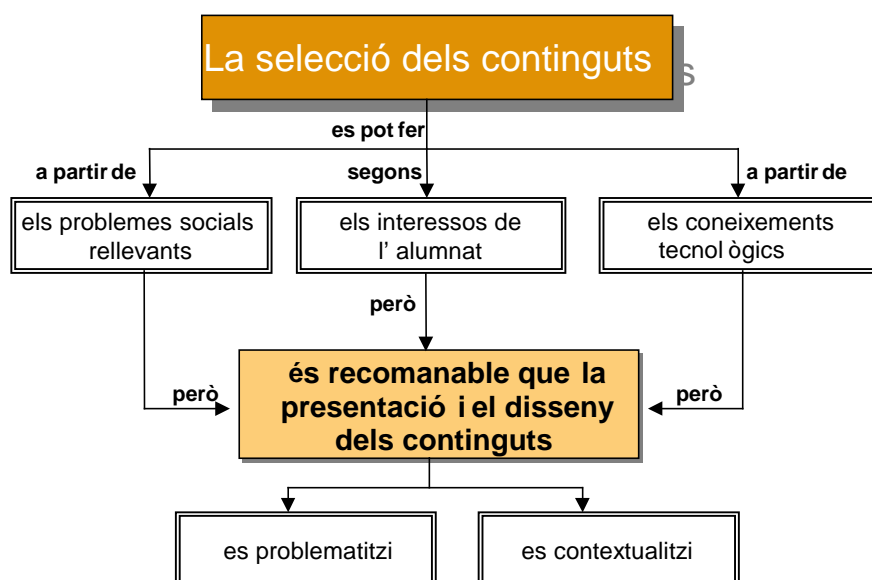 La selecció dels continguts
es pot fer
a partir de
segons
a partir de
els problemes socials
rellevants
els interessos de
l' alumnat
els coneixements
tecnol ògics
però
però
però
és recomanable que la
presentació i el disseny
dels continguts
es problematitzi
es contextualitzi